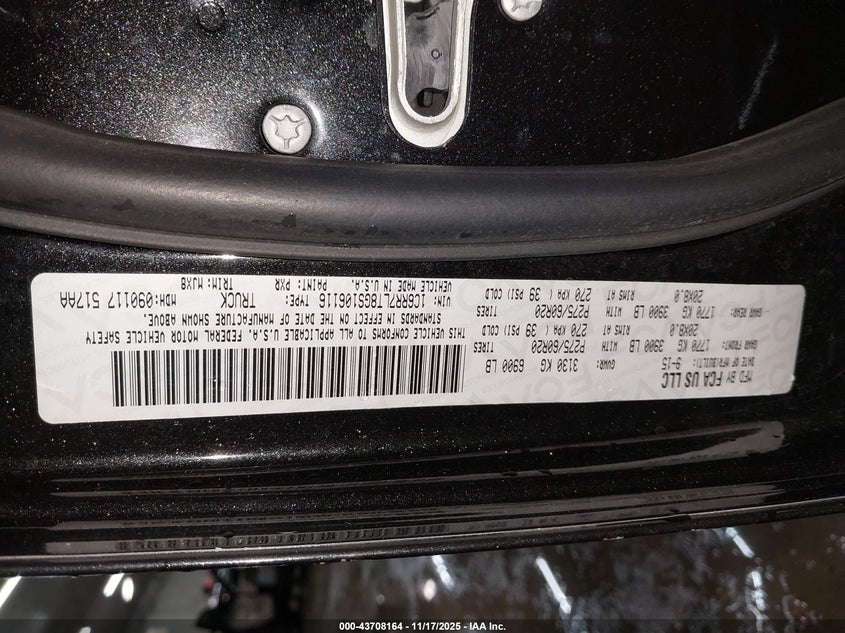 MFD BY FCA US LLC
DATE OF MFR(BUILT): 9-15 GVWR: 3130 KG 6900 LB
GAWR FRONT: 1770 KG 3900 LB WITH P275/60R20 TIRES
20X8.0 RIMS AT 270 KPA ( 39 PSI) COLD
GAWR REAR: 1770 KG 3900 LB WITH P275/60R20 TIRES
20X8.0 RIMS AT 270 KPA ( 39 PSI) COLD
THIS VEHICLE CONFORMS TO ALL APPLICABLE U.S.A. FEDERAL MOTOR VEHICLE SAFETY
STANDARDS IN EFFECT ON THE DATE OF MANUFACTURE SHOWN ABOVE.
VIN: 1C6RR7LT8GS106116 TYPE: TRUCK MDH:090117 517AA
VEHICLE MADE IN U.S.A. PAINT: PXR TRIM:MJX8
000-43708164 — 11/17/2025 — IAA Inc.